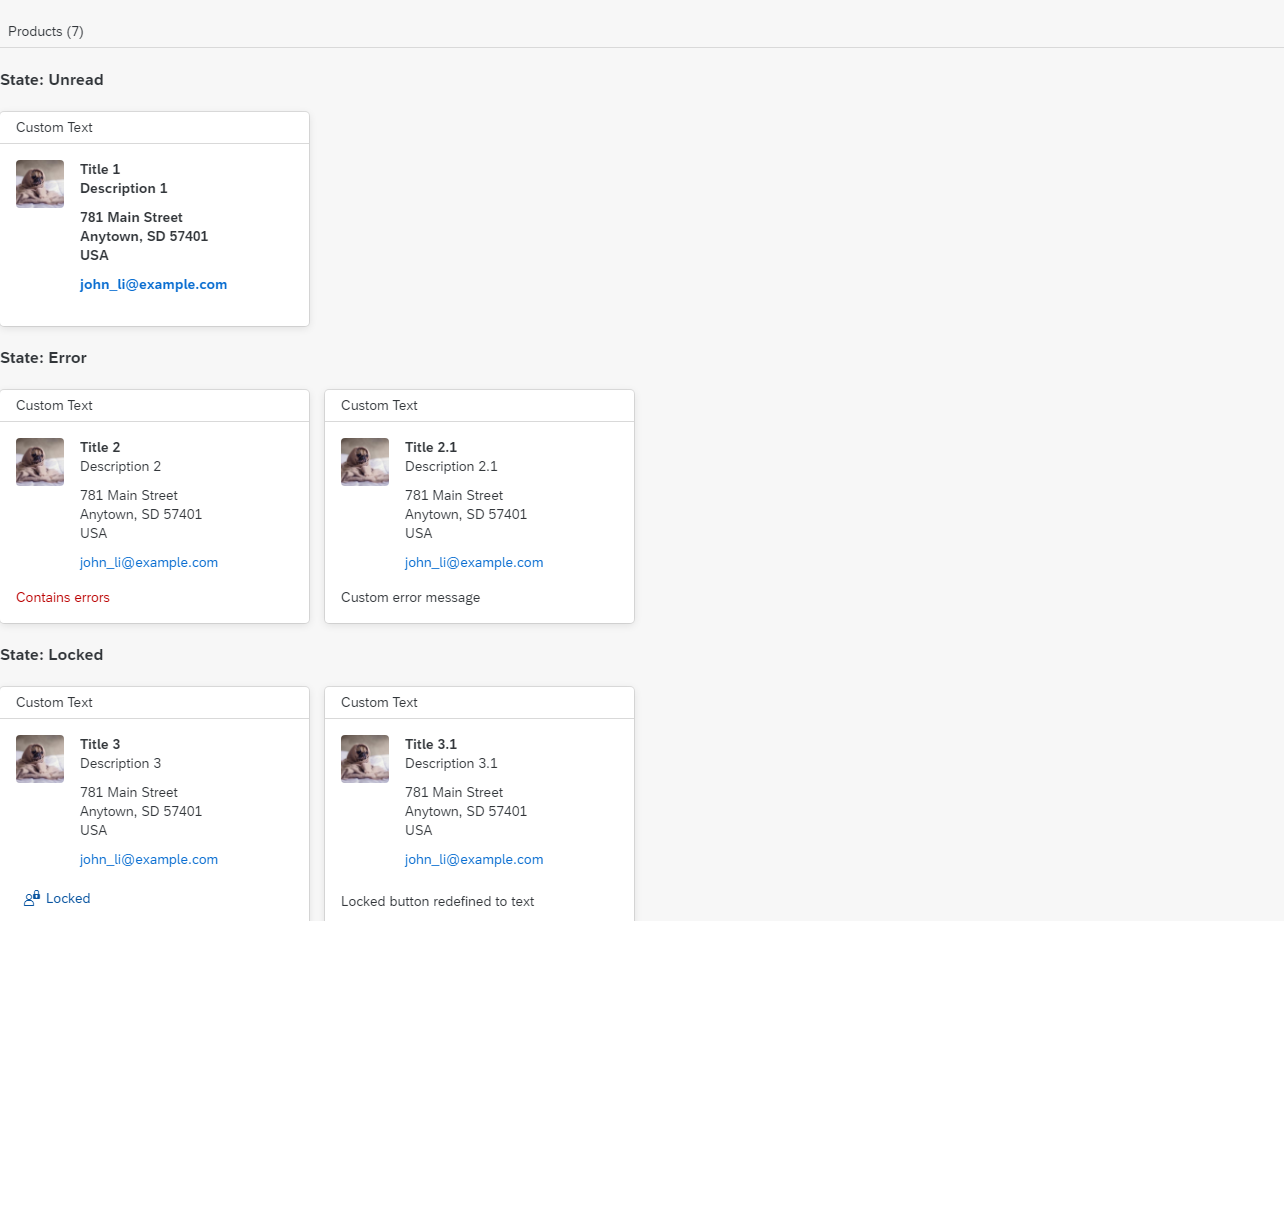 Products (7)
State: Unread
Custom Text
Title 1
Description 1
781 Main Street
Anytown, SD 57401
USA
john_li@example.com
State: Error
Custom Text
Title 2
Description 2
781 Main Street
Anytown, SD 57401
USA
john_li@example.com
Contains errors
Custom Text
Title 2.1
Description 2.1
781 Main Street
Anytown, SD 57401
USA
john_li@example.com
Custom error message
State: Locked
Custom Text
Title 3
Description 3
781 Main Street
Anytown, SD 57401
USA
john_li@example.com
Locked
Custom Text
Title 3.1
Description 3.1
781 Main Street
Anytown, SD 57401
USA
john_li@example.com
Locked button redefined to text